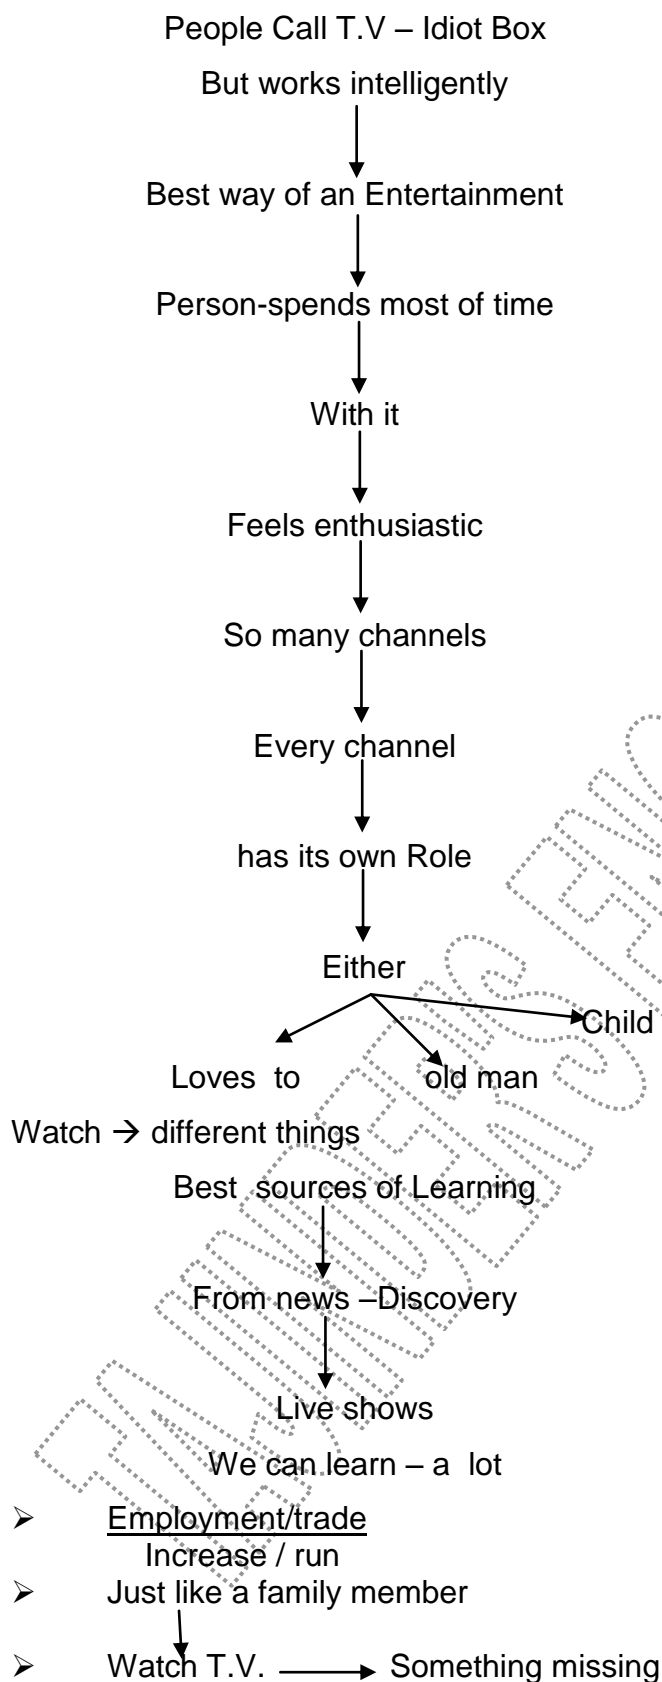 People Call T.V – Idiot Box
But works intelligently
Best way of an Entertainment
Person-spends most of time
With it
Feels enthusiastic
So many channels
Every channel
has its own Role
Either
Child
Loves to old man
Watch → different things
Best sources of Learning
From news –Discovery
Live shows
We can learn – a lot
➢ Employment/trade
Increase / run
➢ Just like a family member
➢ Watch T.V. → Something missing